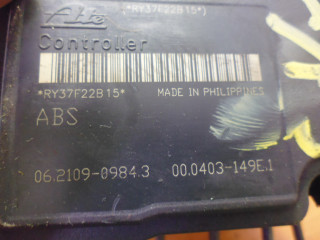 Ate (*RY37F22B15*)
Controller
*RY37F22B15* MADE IN PHILIPPINES
ABS
06.2109-0984.3 00.0403-149E.1